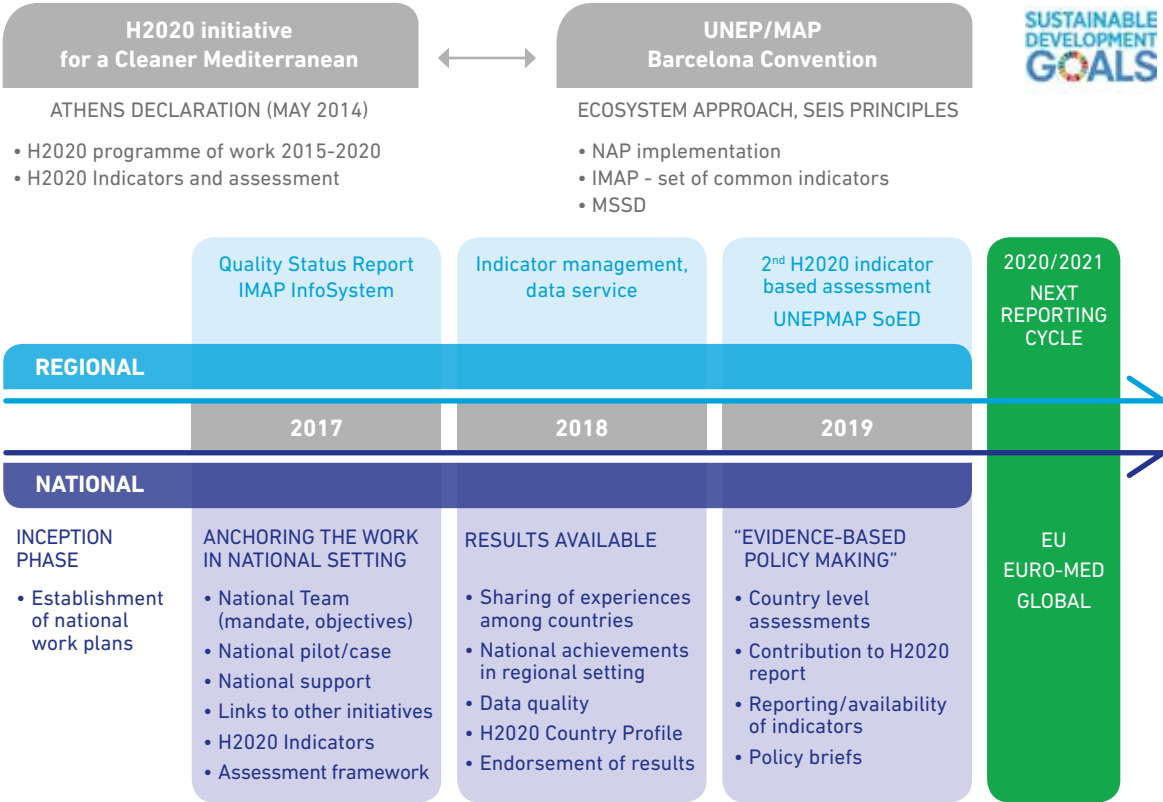 H2020 initiative
for a Cleaner Mediterranean
UNEP/MAP
Barcelona Convention
SUSTAINABLE
DEVELOPMENT
GOALS
ATHENS DECLARATION (MAY 2014)
• H2020 programme of work 2015-2020
• H2020 Indicators and assessment
ECOSYSTEM APPROACH, SEIS PRINCIPLES
• NAP implementation
• IMAP - set of common indicators
• MSSD
Quality Status Report
IMAP InfoSystem
Indicator management,
data service
2nd H2020 indicator
based assessment
UNEPMAP SoED
2020/2021
NEXT
REPORTING
CYCLE
REGIONAL
2017
2018
2019
NATIONAL
INCEPTION
PHASE
• Establishment
of national
work plans
ANCHORING THE WORK
IN NATIONAL SETTING
• National Team
(mandate, objectives)
• National pilot/case
• National support
• Links to other initiatives
• H2020 Indicators
• Assessment framework
RESULTS AVAILABLE
• Sharing of experiences
among countries
• National achievements
in regional setting
• Data quality
• H2020 Country Profile
• Endorsement of results
“EVIDENCE-BASED
POLICY MAKING”
• Country level
assessments
• Contribution to H2020
report
• Reporting/availability
of indicators
• Policy briefs
EU
EURO-MED
GLOBAL